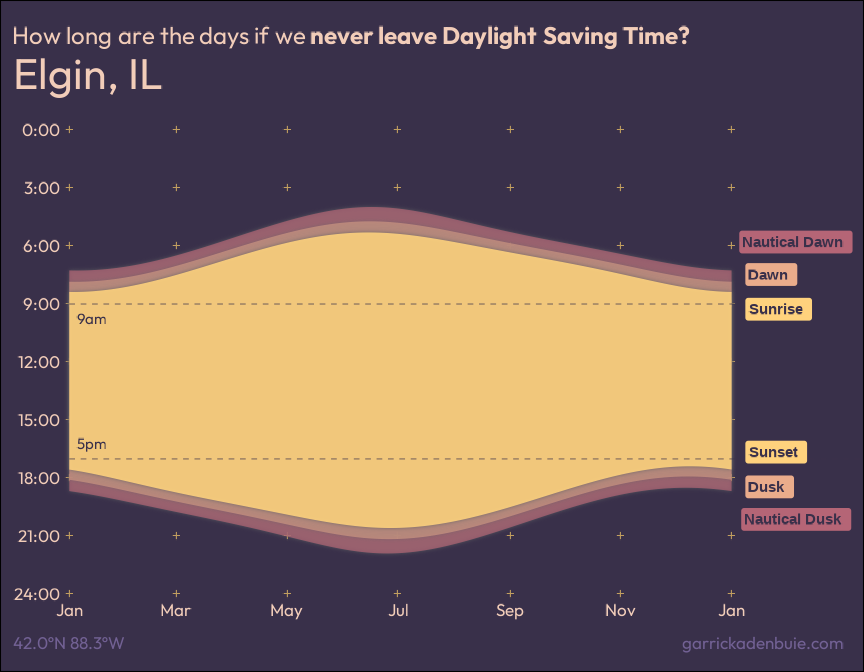 How long are the days if we never leave Daylight Saving Time?
Elgin, IL
0:00
3:00
6:00
Nautical Dawn
Dawn
9:00
Sunrise
9am
12:00
15:00
5pm
Sunset
18:00
Dusk
Nautical Dusk
21:00
24:00
Jan Mar May Jul Sep Nov Jan
42.0°N 88.3°W
garrickadenbuie.com